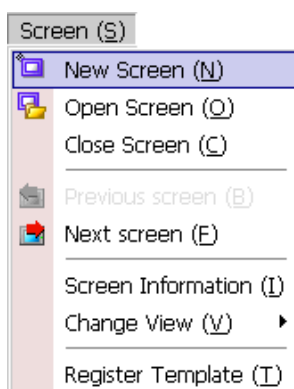 Screen (S)
New Screen (N)
Open Screen (O)
Close Screen (C)
Previous screen (B)
Next screen (F)
Screen Information (I)
Change View (V)
Register Template (T)